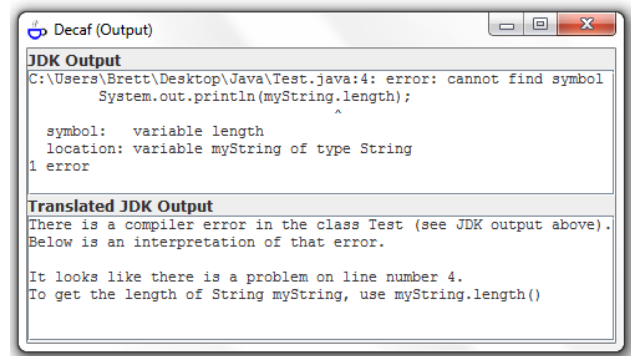 Decaf (Output)
JDK Output
C:\Users\Brett\Desktop\Java\Test.java:4: error: cannot find symbol
        System.out.println(myString.length);
                                   ^
  symbol:   variable length
  location: variable myString of type String
1 error
Translated JDK Output
There is a compiler error in the class Test (see JDK output above).
Below is an interpretation of that error.
It looks like there is a problem on line number 4.
To get the length of String myString, use myString.length()